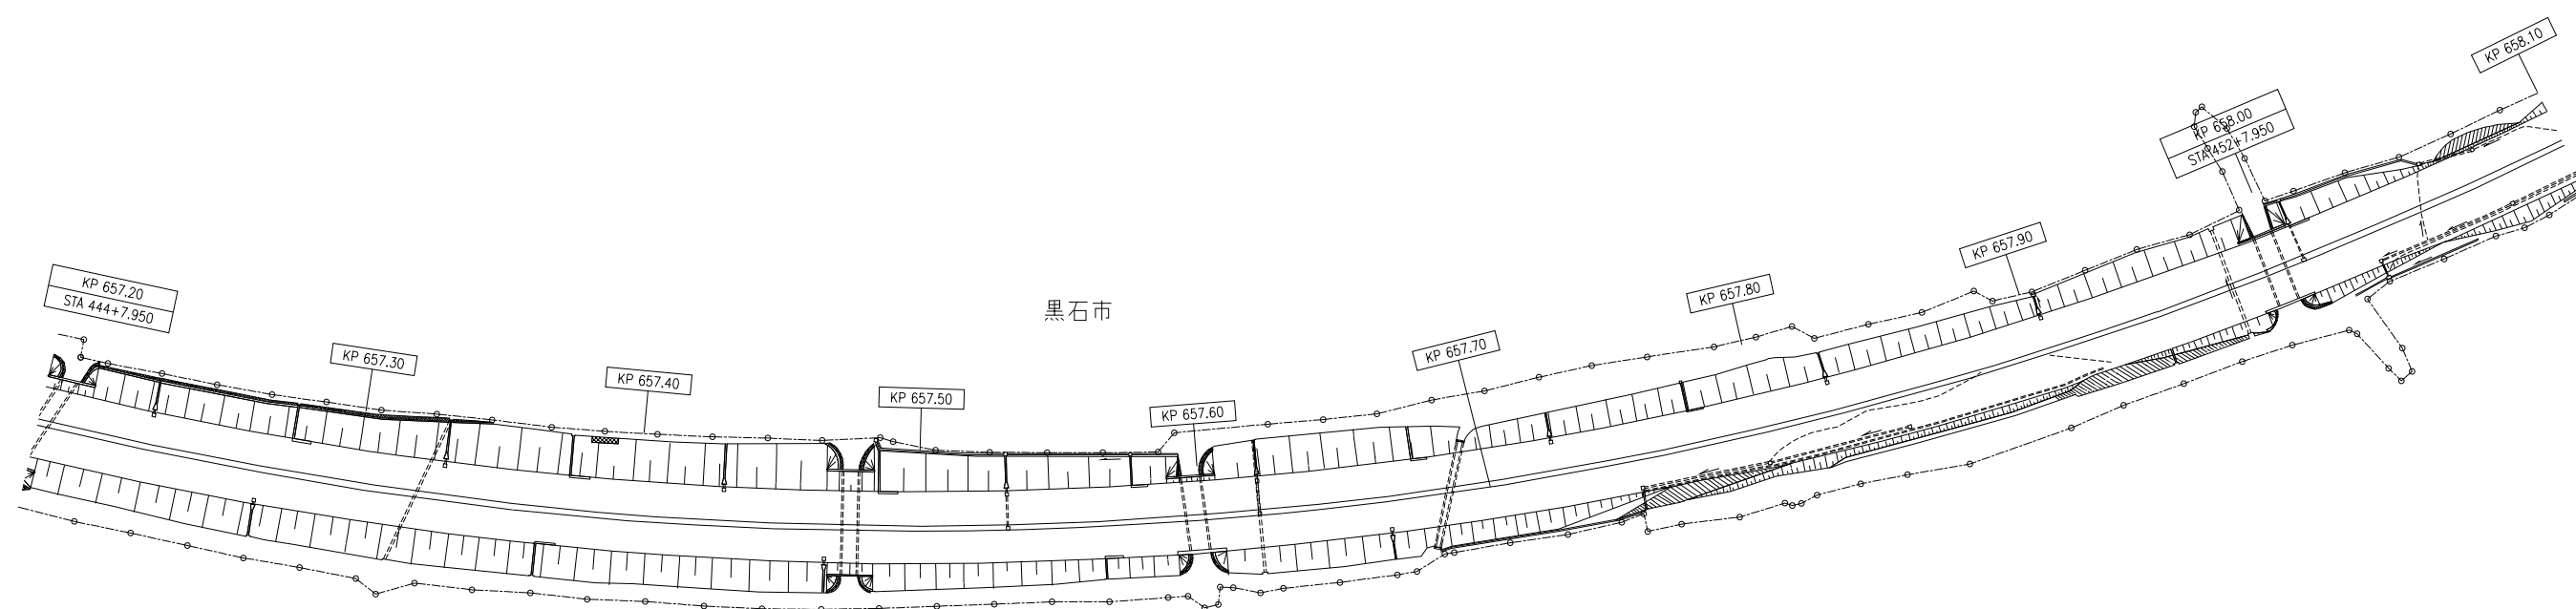 KP 657.20
STA 444+7.950
KP 657.30
KP 657.40
KP 657.50
黒石市
KP 657.60
KP 657.70
KP 657.80
KP 657.90
KP 658.00
STA 452+7.950
KP 658.10